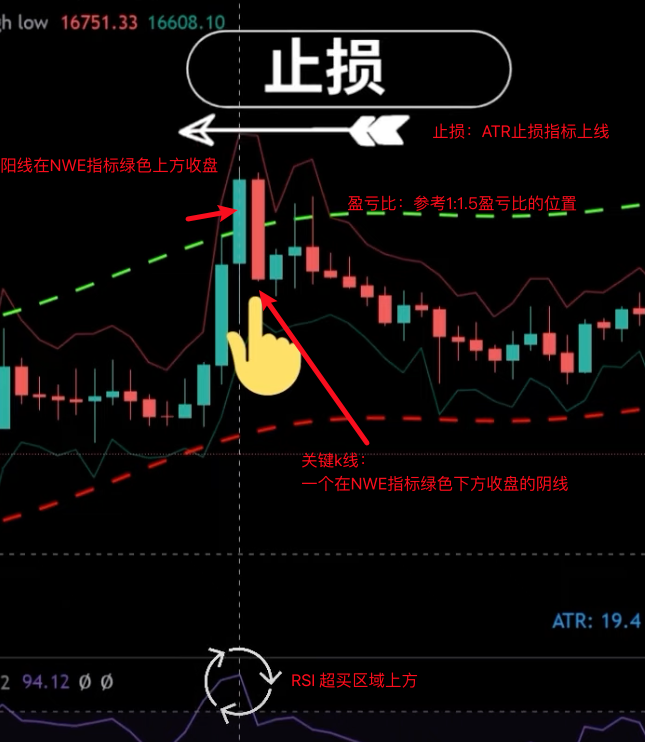 gh low 16751.33 16608.10
止损
止损：ATR止损指标上线
阳线在NWE指标绿色上方收盘
盈亏比：参考1:1.5盈亏比的位置
关键k线：
一个在NWE指标绿色下方收盘的阴线
ATR: 19.4
2 94.12 Ø Ø
RSI 超买区域上方